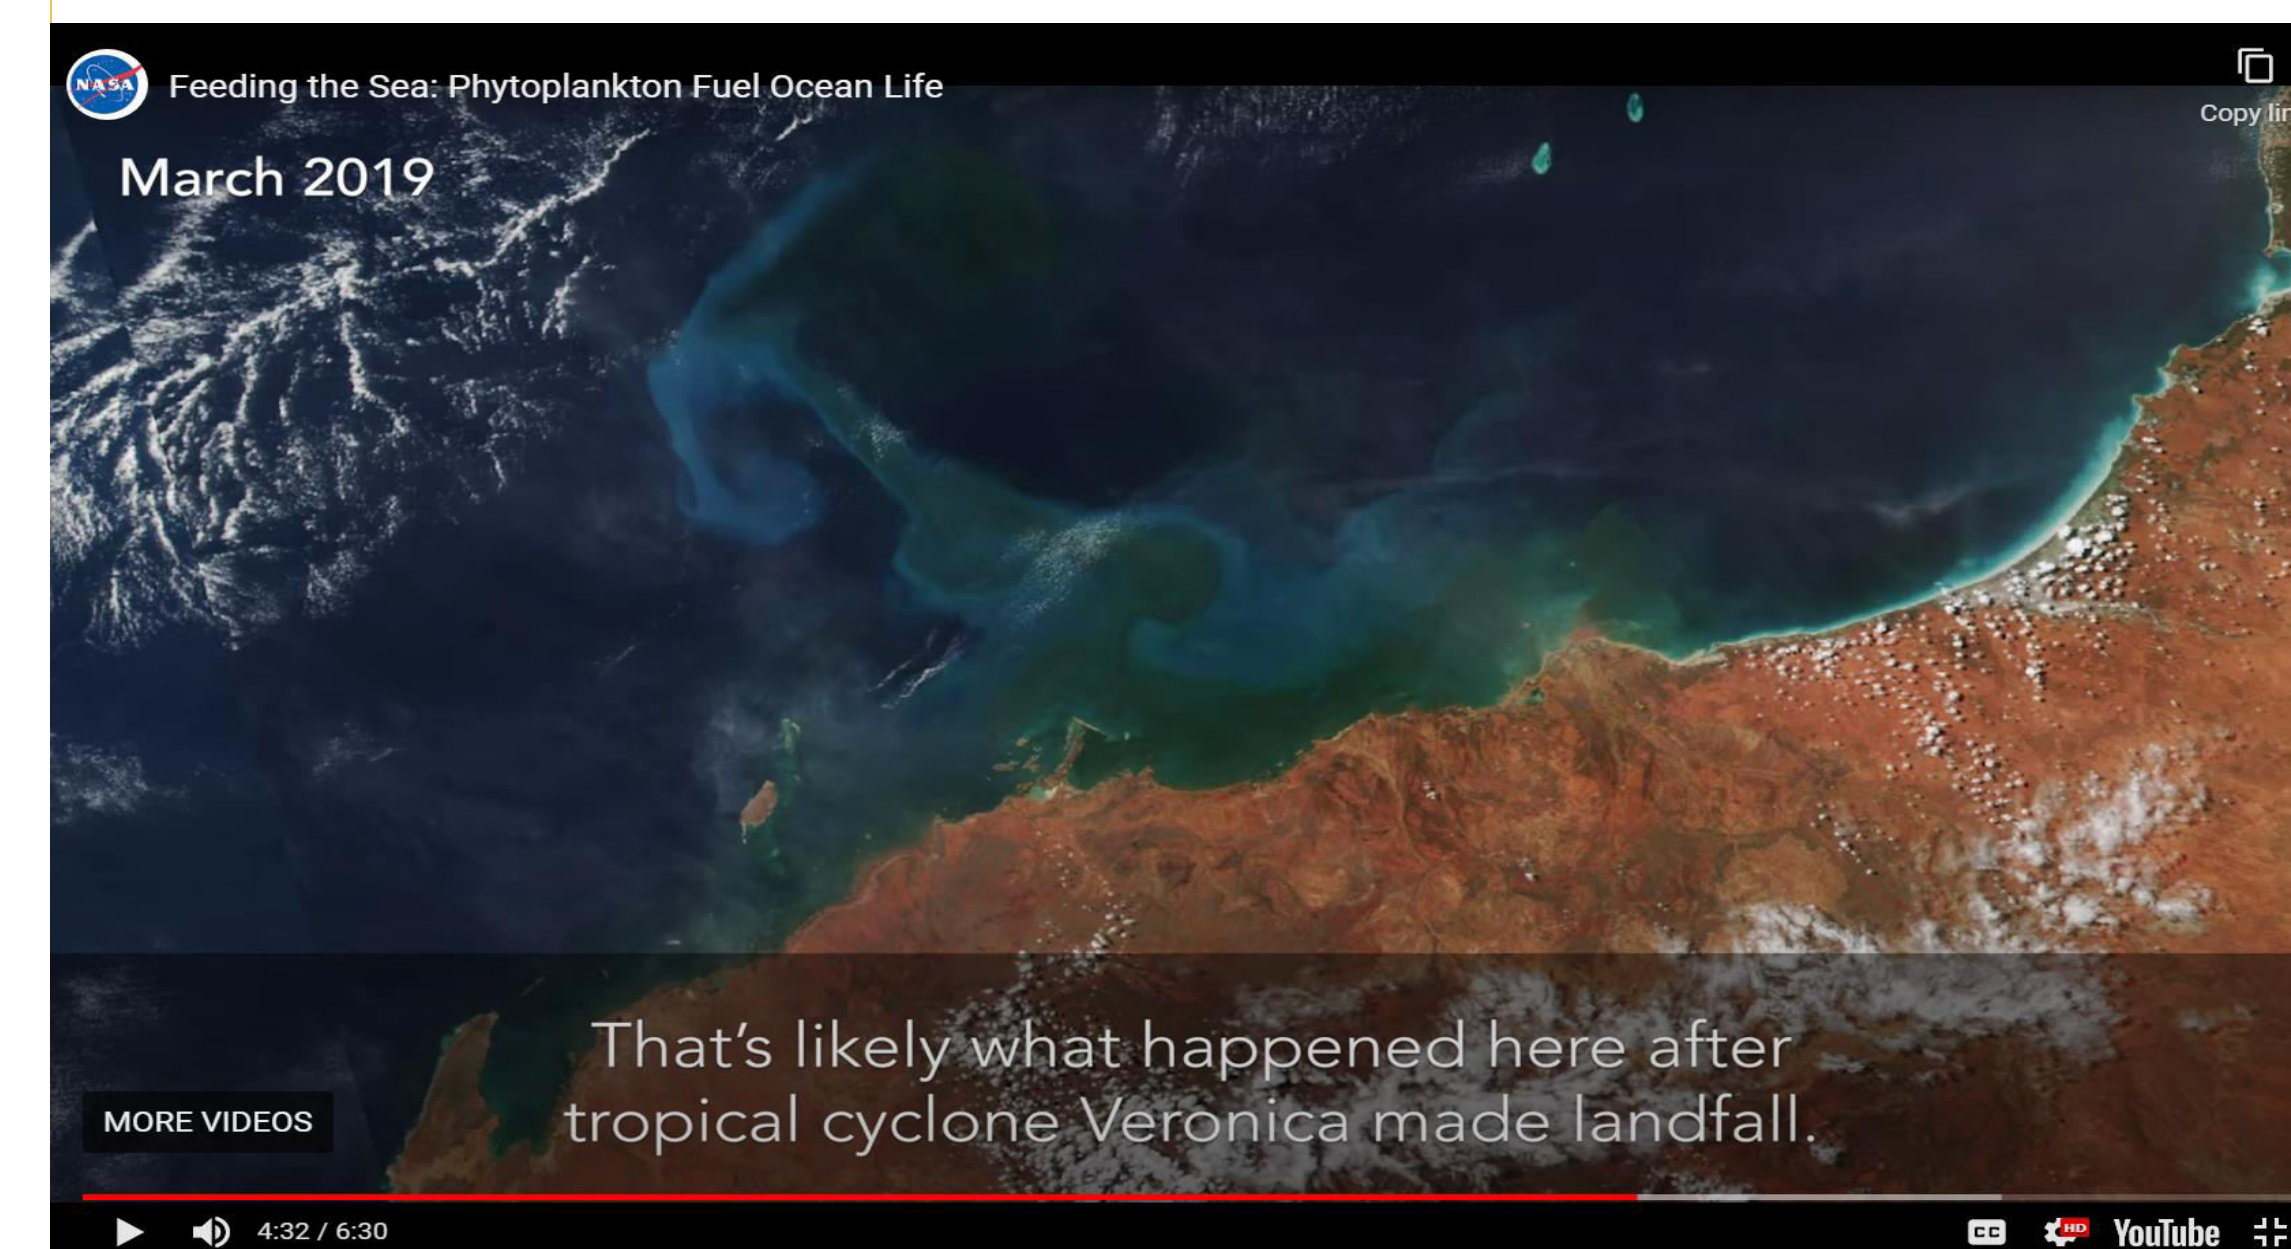 NASA
Feeding the Sea: Phytoplankton Fuel Ocean Life
Copy
March 2019
That's likely what happened here after
tropical cyclone Veronica made landfall.
MORE VIDEOS
4:32 / 6:30
CC
HD
YouTube